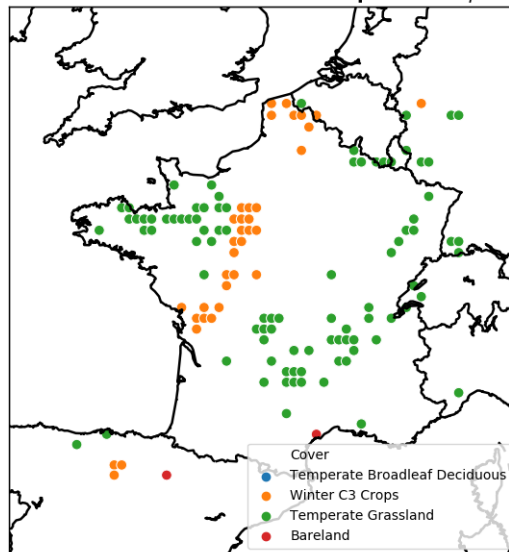 Cover
Temperate Broadleaf Deciduous
Winter C3 Crops
Temperate Grassland
Bareland